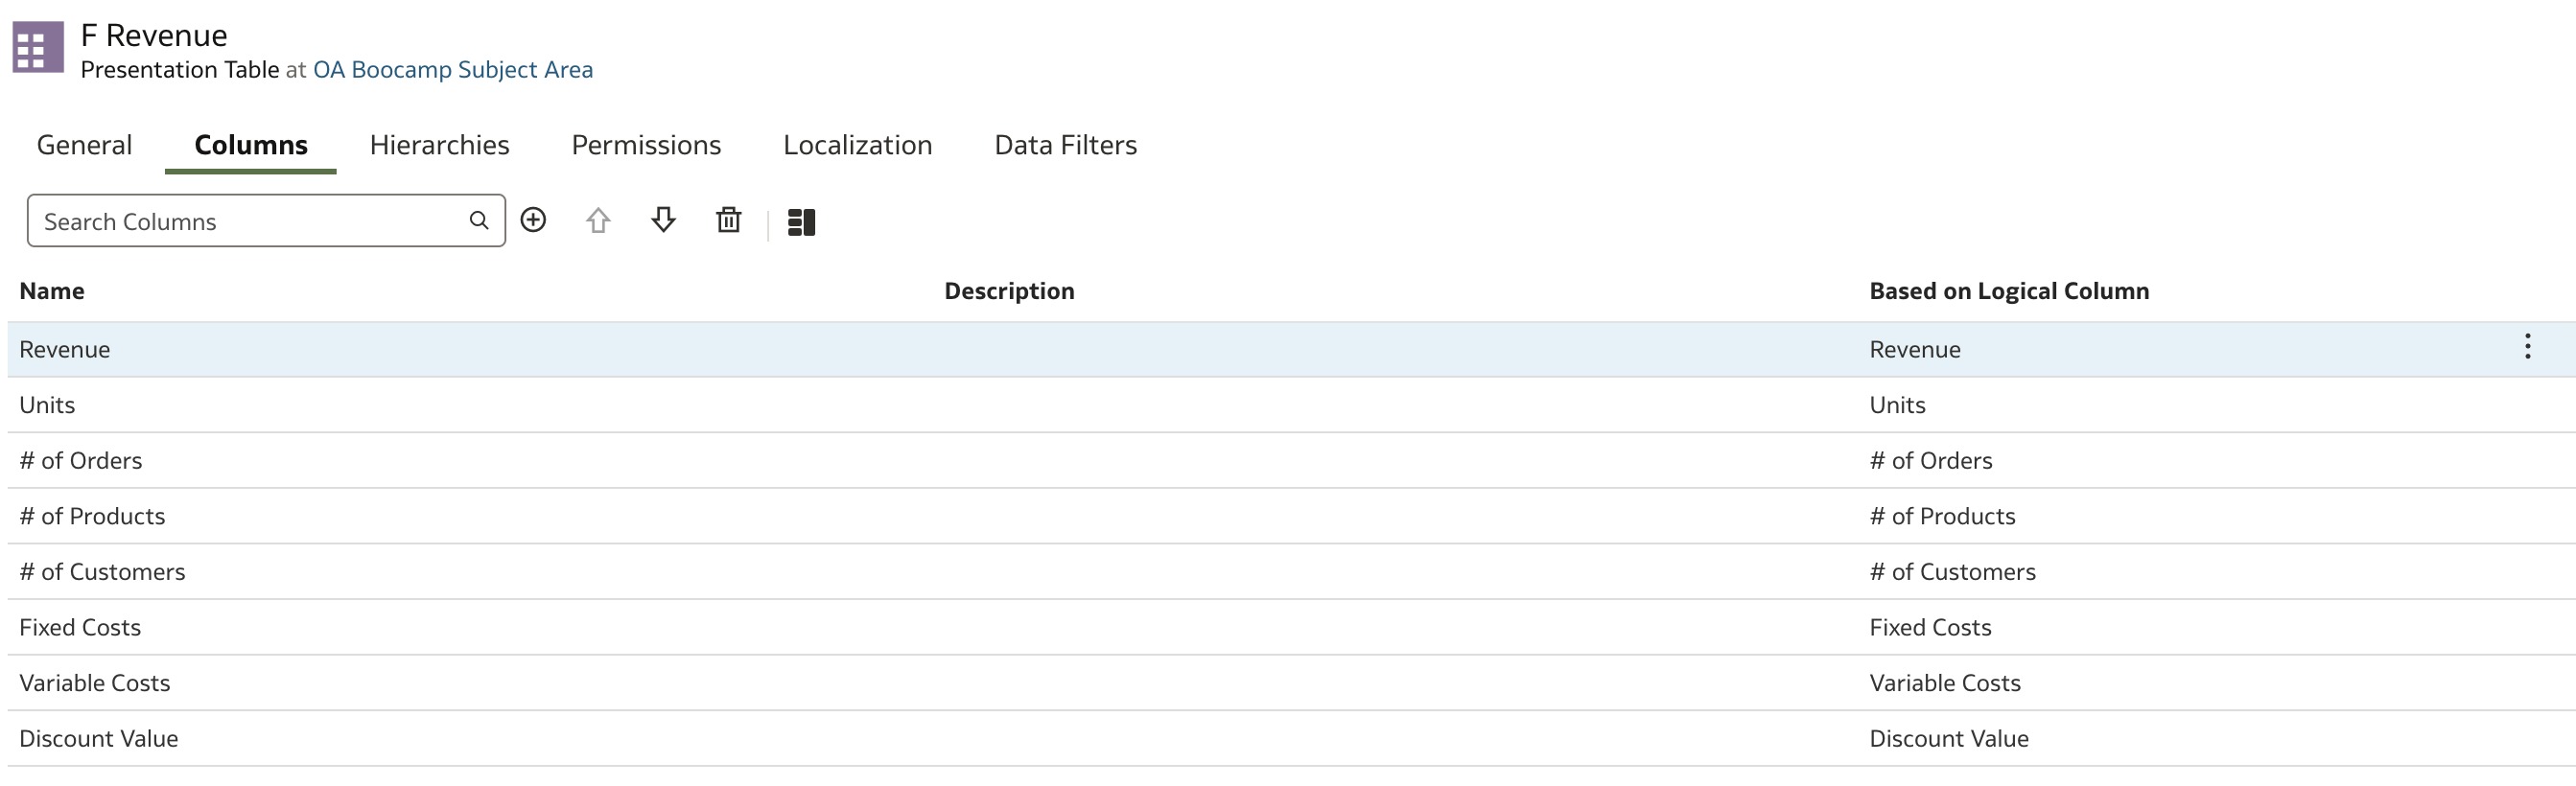 F Revenue
Presentation Table at OA Boocamp Subject Area
General Columns Hierarchies Permissions Localization Data Filters
Search Columns
Name Description Based on Logical Column
Revenue Revenue
Units Units
# of Orders # of Orders
# of Products # of Products
# of Customers # of Customers
Fixed Costs Fixed Costs
Variable Costs Variable Costs
Discount Value Discount Value